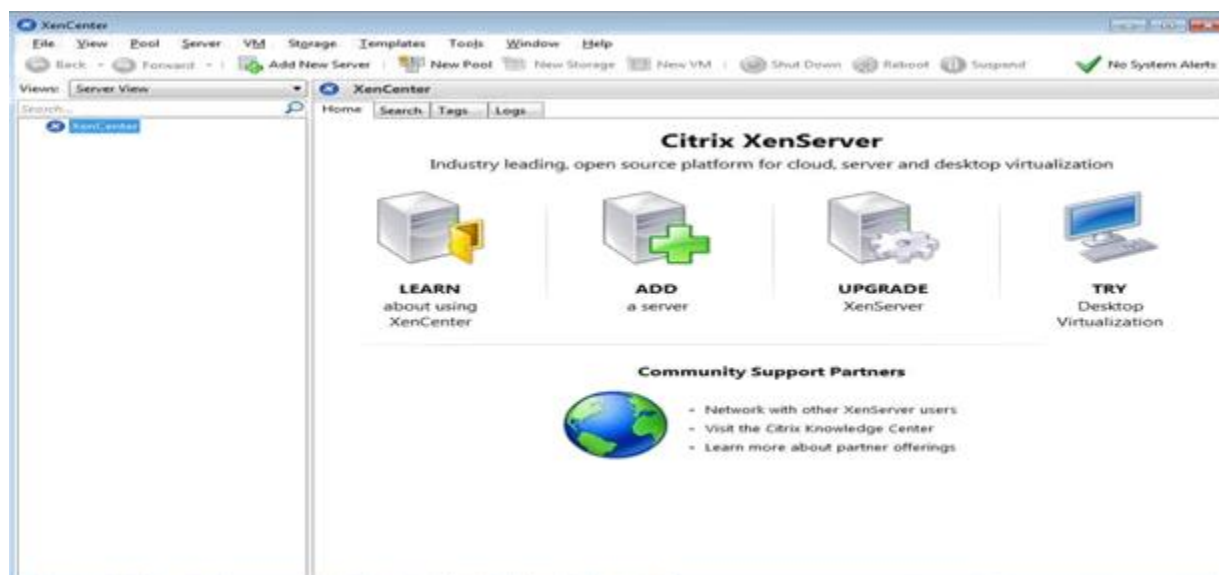 XenCenter
File View Pool Server VM Storage Templates Tools Window Help
Back Forward Add New Server New Pool New Storage New VM Shut Down Reboot Suspend No System Alerts
Views: Server View XenCenter
Search... Home Search Tags Logs
XenCenter
Citrix XenServer
Industry leading, open source platform for cloud, server and desktop virtualization
LEARN
about using
XenCenter
ADD
a server
UPGRADE
XenServer
TRY
Desktop
Virtualization
Community Support Partners
- Network with other XenServer users
- Visit the Citrix Knowledge Center
- Learn more about partner offerings